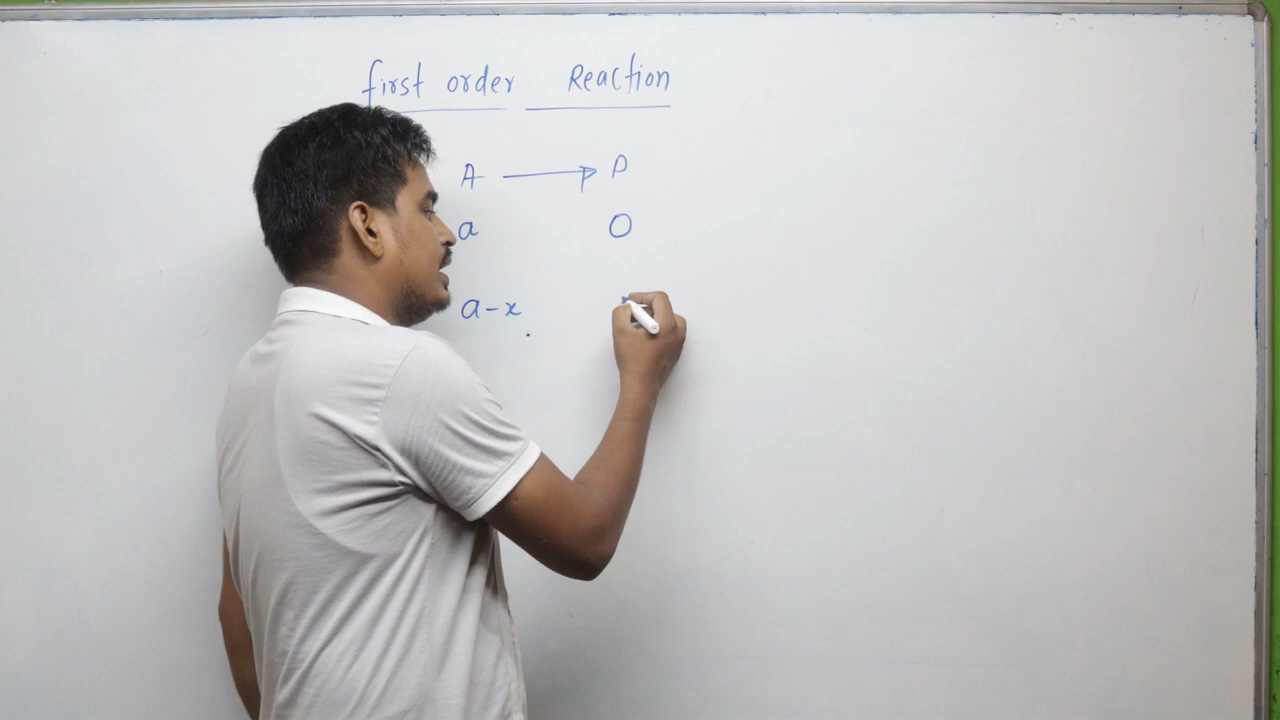 first order Reaction
A ⟶ P
a 0
a-x